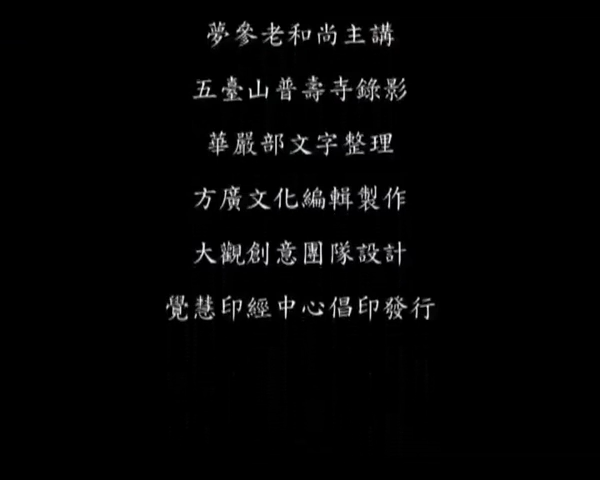 夢參老和尚主講
五臺山普壽寺錄影
華嚴部文字整理
方廣文化編輯製作
大觀創意團隊設計
覺慧印經中心倡印發行